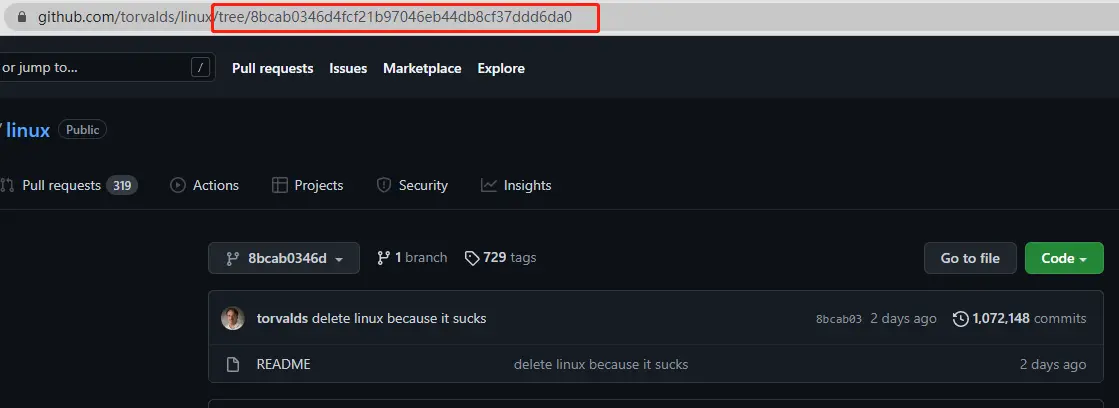 github.com/torvalds/linux/tree/8bcab0346d4fcf21b97046eb44db8cf37ddd6da0
or jump to... / Pull requests Issues Marketplace Explore
/ linux Public
Pull requests 319 Actions Projects Security Insights
8bcab0346d 1 branch 729 tags Go to file Code
torvalds delete linux because it sucks 8bcab03 2 days ago 1,072,148 commits
README delete linux because it sucks 2 days ago